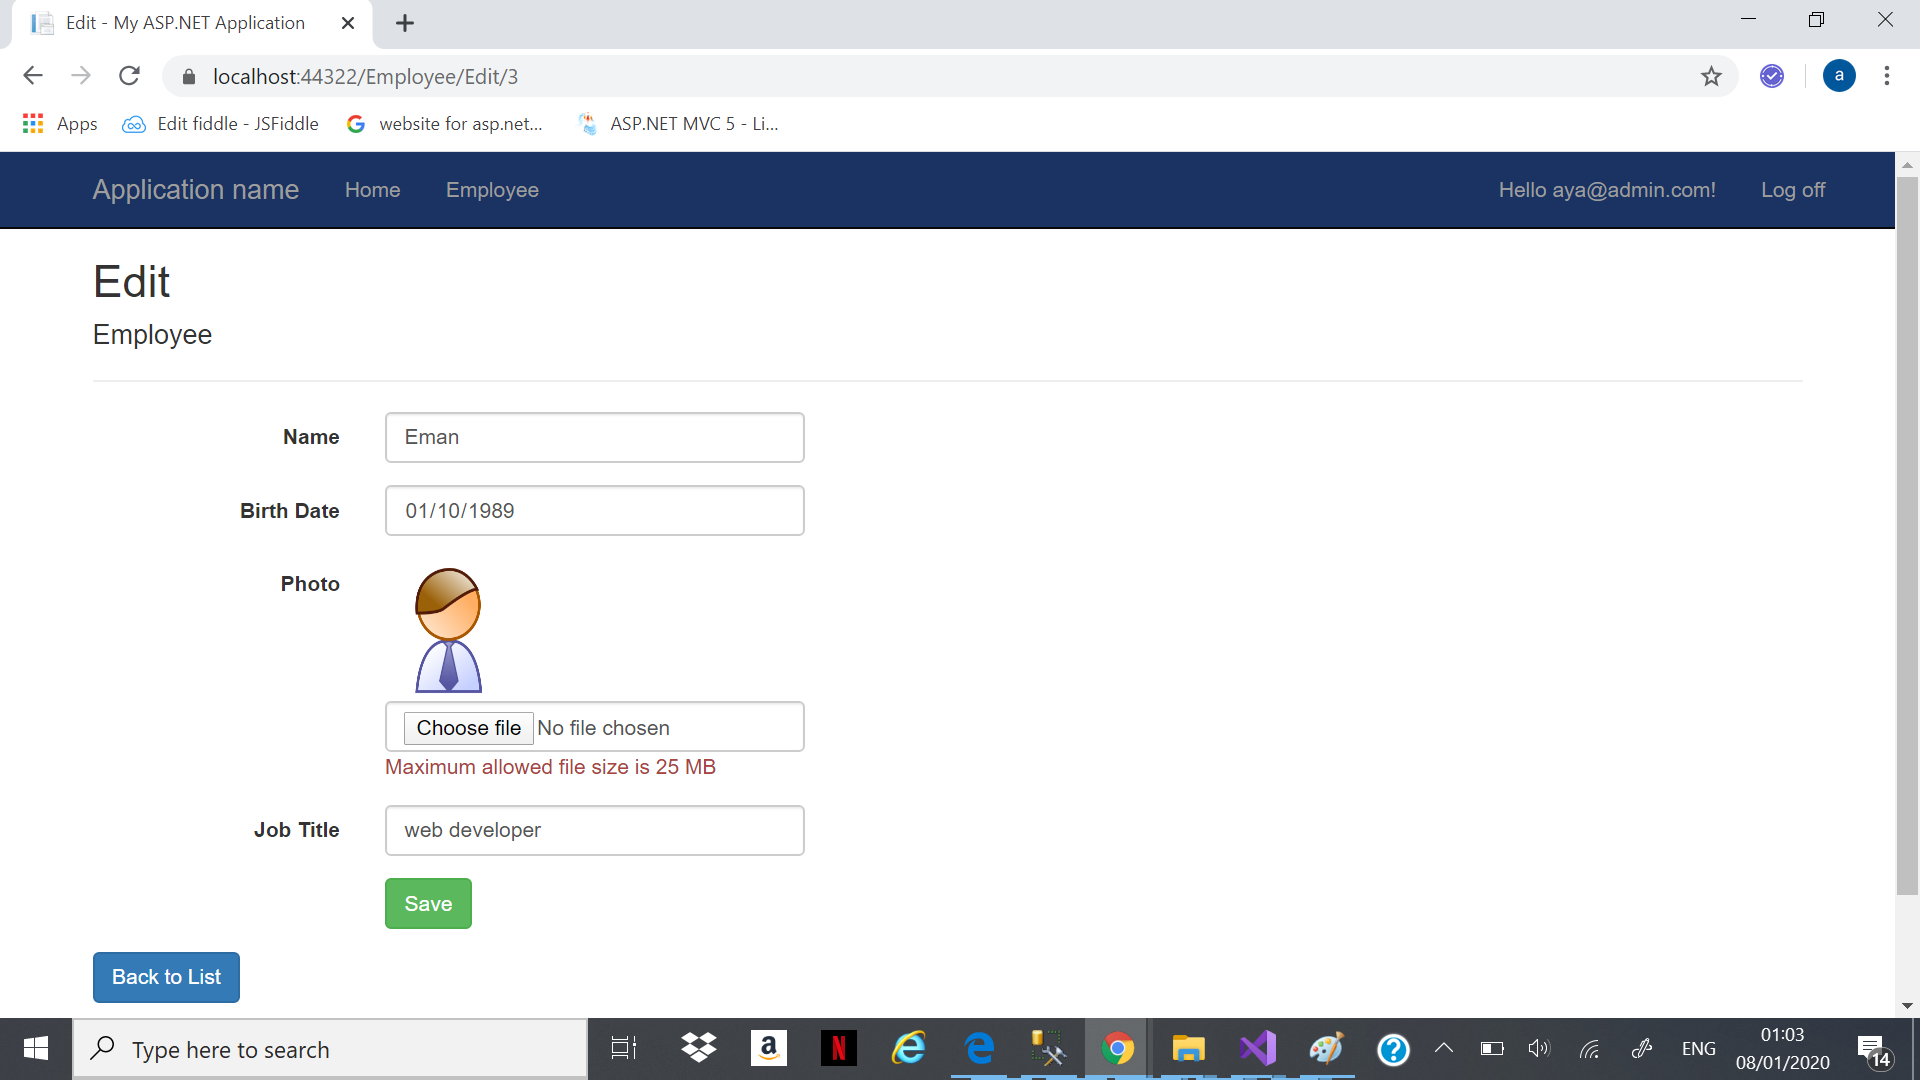 Edit - My ASP.NET Application
localhost:44322/Employee/Edit/3
a
Apps
Edit fiddle - JSFiddle
website for asp.net...
ASP.NET MVC 5 - Li...
Application name
Home
Employee
Hello aya@admin.com!
Log off
Edit
Employee
Name
Eman
Birth Date
01/10/1989
Photo
Choose file No file chosen
Maximum allowed file size is 25 MB
Job Title
web developer
Save
Back to List
Type here to search
a
N
ENG
01:03
08/01/2020
14